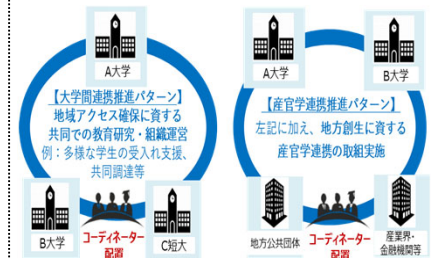 A大学
【大学間連携推進パターン】
地域アクセス確保に資する
共同での教育研究・組織運営
例：多様な学生の受入れ支援、
共同調達等
B大学
コーディネーター
配置
C短大
A大学
B大学
【産官学連携推進パターン】
左記に加え、地方創生に資する
産官学連携の取組実施
地方公共団体
コーディネーター
配置
産業界・
金融機関等